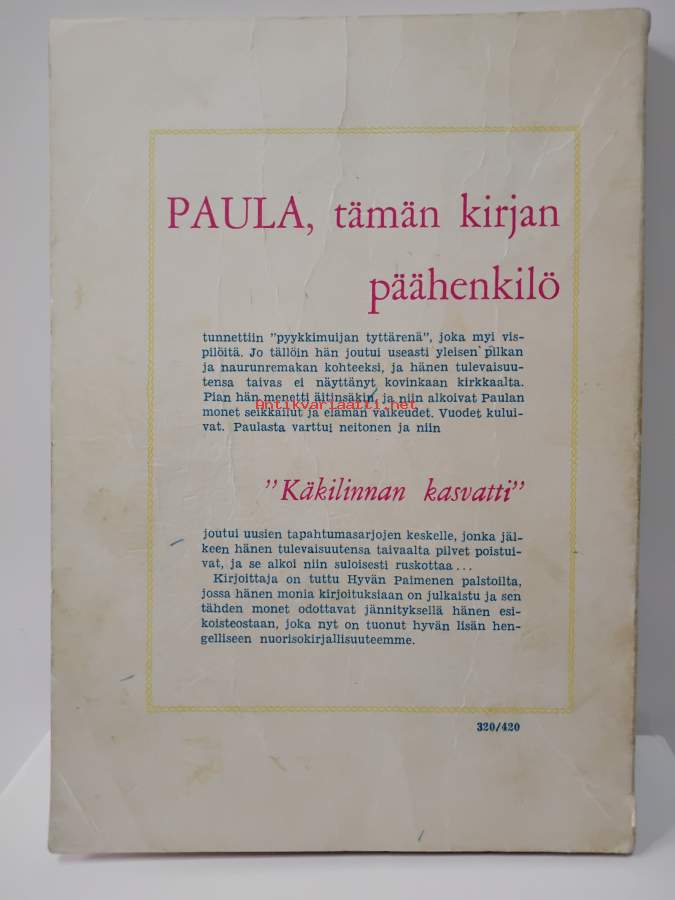 PAULA, tämän kirjan
päähenkilö
tunnettiin ”pyykkimuijan tyttärenä”, joka myi vis-
pilöitä. Jo tällöin hän joutui useasti yleisen pilkan
ja naurunremakan kohteeksi, ja hänen tulevaisuu-
tensa taivas ei näyttänyt kovinkaan kirkkaalta.
Pian hän menetti äitinsäkin, ja niin alkoivat Paulan
Antikvariaatti.net
monet seikkailut ja elämän vaikeudet. Vuodet kului-
vat. Paulasta varttui neitonen ja niin
”Käkilinnan kasvatti”
joutui uusien tapahtumasarjojen keskelle, jonka jäl-
keen hänen tulevaisuutensa taivaalta pilvet poistui-
vat, ja se alkoi niin suloisesti ruskottaa...
Kirjoittaja on tuttu Hyvän Paimenen palstoilta,
jossa hänen monia kirjoituksiaan on julkaistu ja sen
tähden monet odottavat jännityksellä hänen esi-
koisteostaan, joka nyt on tuonut hyvän lisän hen-
gelliseen nuorisokirjallisuuteemme.
320/420